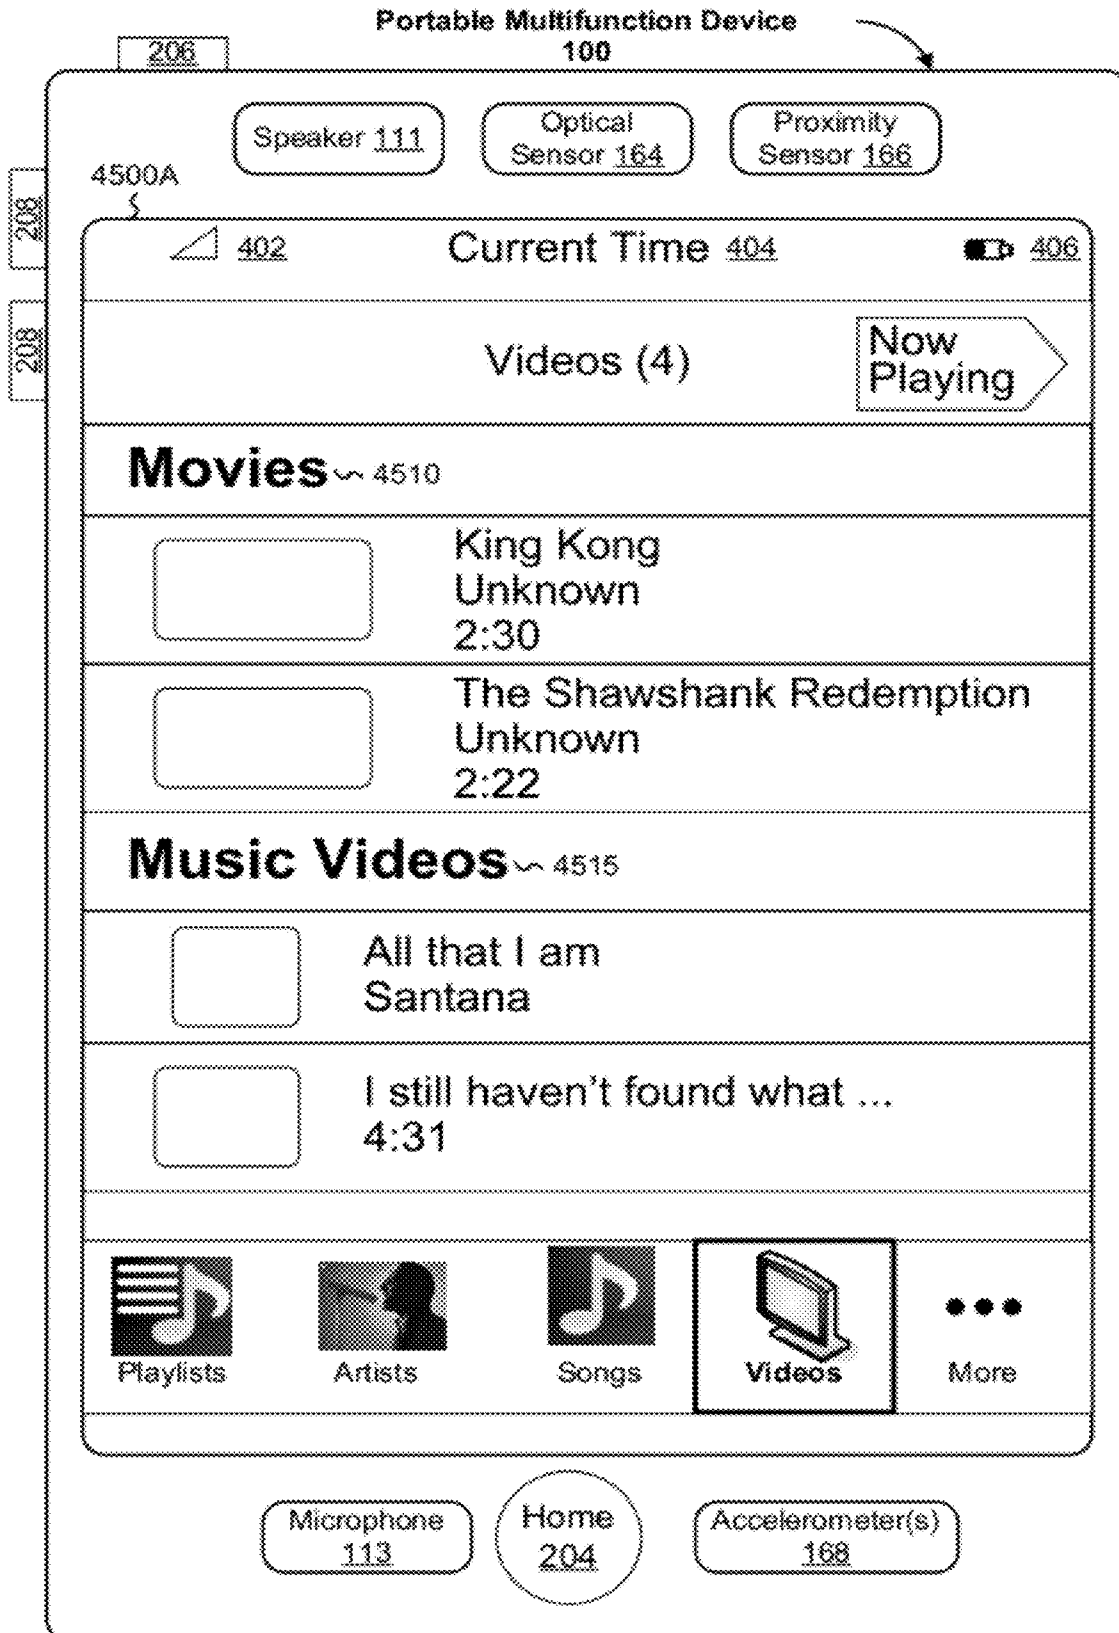 Portable Multifunction Device
100
206
Speaker 111
Optical
Sensor 164
Proximity
Sensor 166
4500A
208
208
402
Current Time 404
406
Videos (4)
Now
Playing
Movies 4510
King Kong
Unknown
2:30
The Shawshank Redemption
Unknown
2:22
Music Videos 4515
All that I am
Santana
I still haven't found what ...
4:31
Playlists
Artists
Songs
Videos
More
Microphone
113
Home
204
Accelerometer(s)
168